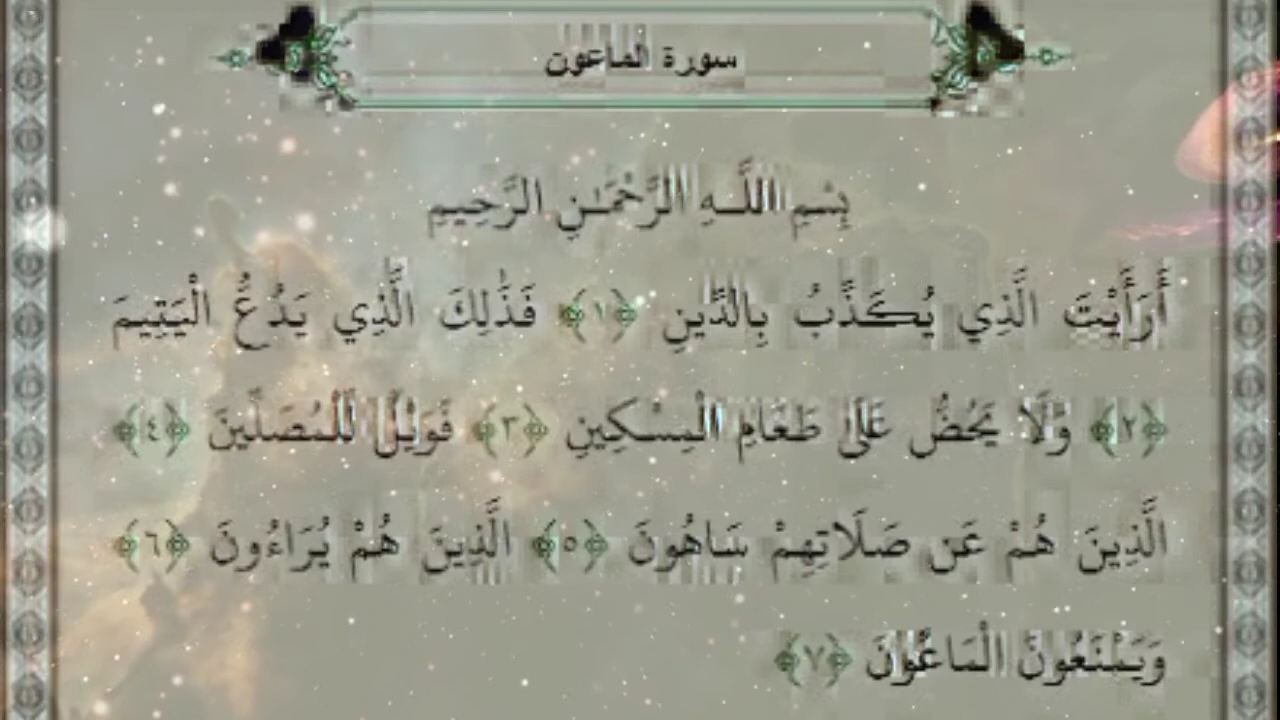 سورة الماعون
بِسْمِ اللَّـهِ الرَّحْمَـٰنِ الرَّحِيمِ
أَرَأَيْتَ الَّذِي يُكَذِّبُ بِالدِّينِ ﴿١﴾ فَذَٰلِكَ الَّذِي يَدُعُّ الْيَتِيمَ
﴿٢﴾ وَلَا يَحُضُّ عَلَىٰ طَعَامِ الْمِسْكِينِ ﴿٣﴾ فَوَيْلٌ لِّلْمُصَلِّينَ ﴿٤﴾
الَّذِينَ هُمْ عَن صَلَاتِهِمْ سَاهُونَ ﴿٥﴾ الَّذِينَ هُمْ يُرَاءُونَ ﴿٦﴾
وَيَمْنَعُونَ الْمَاعُونَ ﴿٧﴾